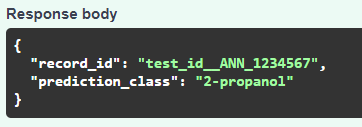 Response body
{
  "record_id": "test_id__ANN_1234567",
  "prediction_class": "2-propanol"
}